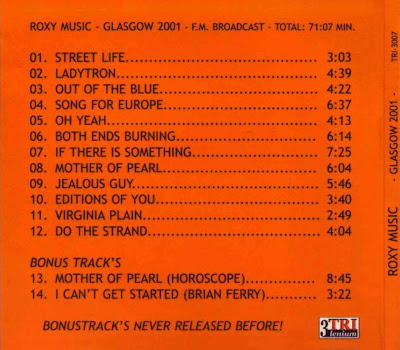 ROXY MUSIC - GLASGOW 2001 - F.M. BROADCAST - TOTAL: 71:07 MIN.
01. STREET LIFE........................................ 3:03
02. LADYTRON........................................... 4:39
03. OUT OF THE BLUE.................................. 4:22
04. SONG FOR EUROPE................................. 6:37
05. OH YEAH............................................. 4:13
06. BOTH ENDS BURNING............................. 6:14
07. IF THERE IS SOMETHING......................... 7:25
08. MOTHER OF PEARL................................ 6:04
09. JEALOUS GUY....................................... 5:46
10. EDITIONS OF YOU.................................. 3:40
11. VIRGINIA PLAIN..................................... 2:49
12. DO THE STRAND................................... 4:04
BONUS TRACK'S
13. MOTHER OF PEARL (HOROSCOPE).............. 8:45
14. I CAN'T GET STARTED (BRIAN FERRY)........... 3:22
BONUSTRACK'S NEVER RELEASED BEFORE!
3TRI
lenium
ROXY MUSIC - GLASGOW 2001 - TRI-3007